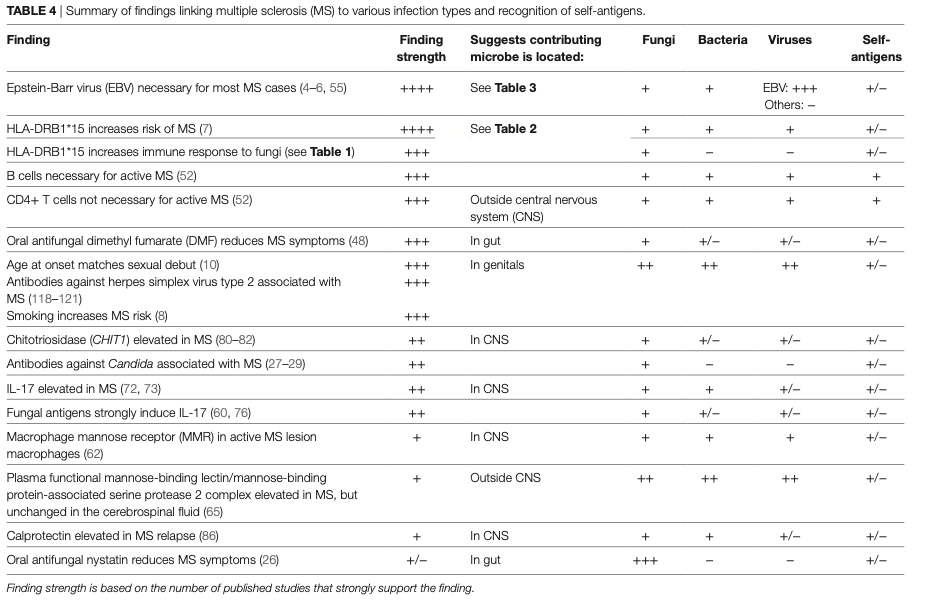 TABLE 4 | Summary of findings linking multiple sclerosis (MS) to various infection types and recognition of self-antigens.
Finding Finding strength Suggests contributing microbe is located: Fungi Bacteria Viruses Self-antigens
Epstein-Barr virus (EBV) necessary for most MS cases (4–6, 55) ++++ See Table 3 + + EBV: +++ +/–
Others: –
HLA-DRB1*15 increases risk of MS (7) ++++ See Table 2 + + + +/–
HLA-DRB1*15 increases immune response to fungi (see Table 1) +++ + – – +/–
B cells necessary for active MS (52) +++ + + + +
CD4+ T cells not necessary for active MS (52) +++ Outside central nervous + + + +
system (CNS)
Oral antifungal dimethyl fumarate (DMF) reduces MS symptoms (48) +++ In gut + +/– +/– +/–
Age at onset matches sexual debut (10) +++ In genitals ++ ++ ++ +/–
Antibodies against herpes simplex virus type 2 associated with +++
MS (118–121)
Smoking increases MS risk (8) +++
Chitotriosidase (CHIT1) elevated in MS (80–82) ++ In CNS + +/– +/– +/–
Antibodies against Candida associated with MS (27–29) ++ + – – +/–
IL-17 elevated in MS (72, 73) ++ In CNS + + +/– +/–
Fungal antigens strongly induce IL-17 (60, 76) ++ + +/– +/– +/–
Macrophage mannose receptor (MMR) in active MS lesion + In CNS + + + +/–
macrophages (62)
Plasma functional mannose-binding lectin/mannose-binding + Outside CNS ++ ++ ++ +/–
protein-associated serine protease 2 complex elevated in MS, but
unchanged in the cerebrospinal fluid (65)
Calprotectin elevated in MS relapse (86) + In CNS + + +/– +/–
Oral antifungal nystatin reduces MS symptoms (26) +/– In gut +++ – – +/–
Finding strength is based on the number of published studies that strongly support the finding.